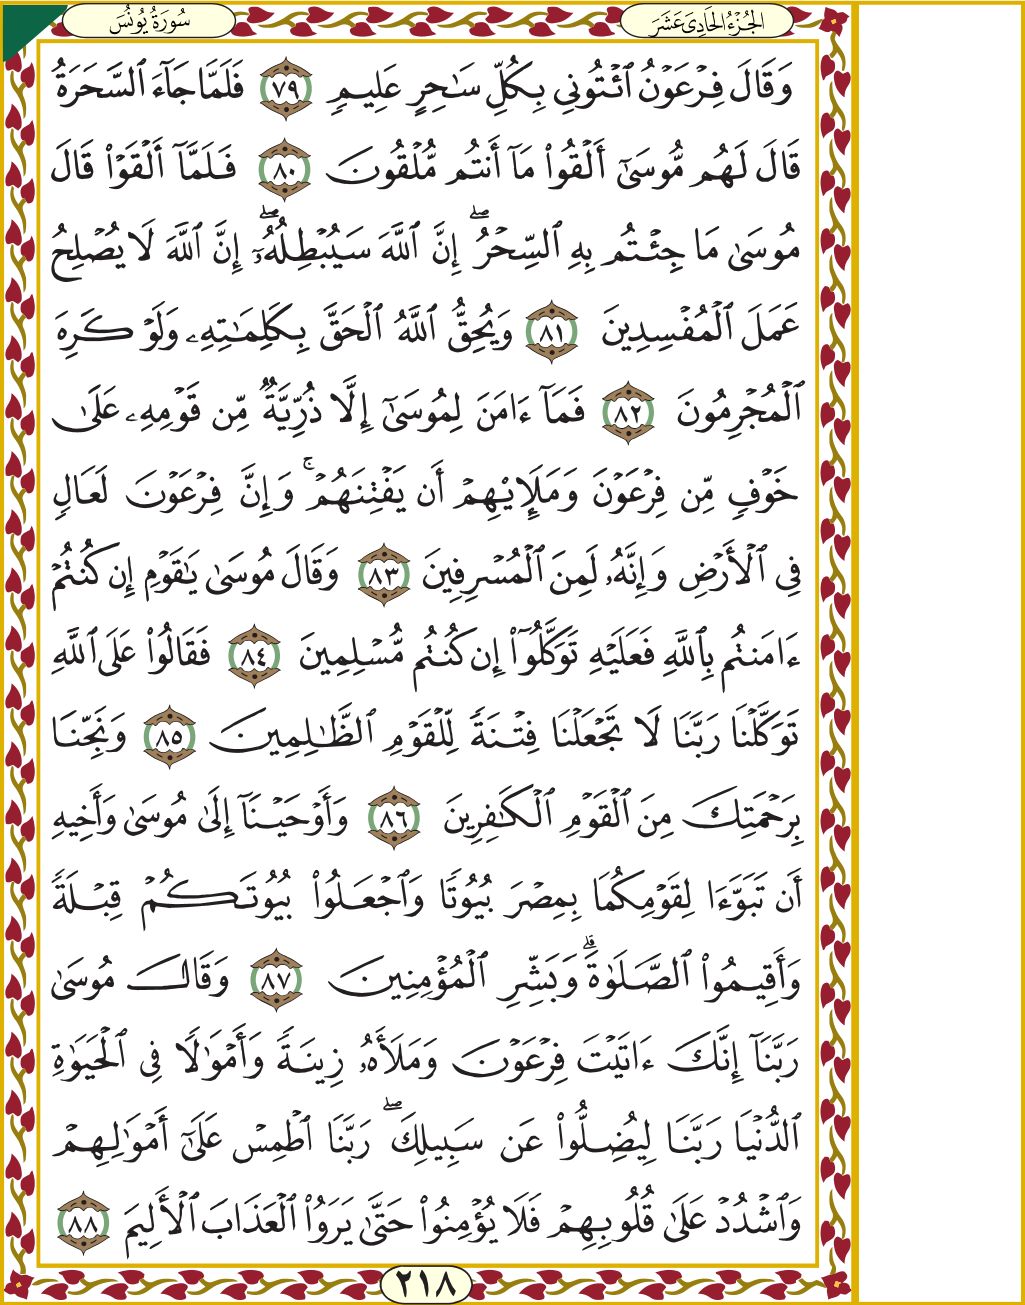 الجُزْءُ الحَادِيَ عَشَرَ
سُورَةُ يُونُسَ
وَقَالَ فِرۡعَوۡنُ ٱئۡتُونِي بِكُلِّ سَٰحِرٍ عَلِيمٖ ٧٩ فَلَمَّا جَآءَ ٱلسَّحَرَةُ
قَالَ لَهُم مُّوسَىٰٓ أَلۡقُواْ مَآ أَنتُم مُّلۡقُونَ ٨٠ فَلَمَّآ أَلۡقَوۡاْ قَالَ
مُوسَىٰ مَا جِئۡتُم بِهِ ٱلسِّحۡرُۖ إِنَّ ٱللَّهَ سَيُبۡطِلُهُۥٓۖ إِنَّ ٱللَّهَ لَا يُصۡلِحُ
عَمَلَ ٱلۡمُفۡسِدِينَ ٨١ وَيُحِقُّ ٱللَّهُ ٱلۡحَقَّ بِكَلِمَٰتِهِۦ وَلَوۡ كَرِهَ
ٱلۡمُجۡرِمُونَ ٨٢ فَمَآ ءَامَنَ لِمُوسَىٰٓ إِلَّا ذُرِّيَّةٞ مِّن قَوۡمِهِۦ عَلَىٰ
خَوۡفٖ مِّن فِرۡعَوۡنَ وَمَلَإِيْهِمۡ أَن يَفۡتِنَهُمۡۚ وَإِنَّ فِرۡعَوۡنَ لَعَالٖ
فِي ٱلۡأَرۡضِ وَإِنَّهُۥ لَمِنَ ٱلۡمُسۡرِفِينَ ٨٣ وَقَالَ مُوسَىٰ يَٰقَوۡمِ إِن كُنتُمۡ
ءَامَنتُم بِٱللَّهِ فَعَلَيۡهِ تَوَكَّلُوٓاْ إِن كُنتُم مُّسۡلِمِينَ ٨٤ فَقَالُواْ عَلَى ٱللَّهِ
تَوَكَّلۡنَا رَبَّنَا لَا تَجۡعَلۡنَا فِتۡنَةٗ لِّلۡقَوۡمِ ٱلظَّٰلِمِينَ ٨٥ وَنَجِّنَا
بِرَحۡمَتِكَ مِنَ ٱلۡقَوۡمِ ٱلۡكَٰفِرِينَ ٨٦ وَأَوۡحَيۡنَآ إِلَىٰ مُوسَىٰ وَأَخِيهِ
أَن تَبَوَّءَا لِقَوۡمِكُمَا بِمِصۡرَ بُيُوتٗا وَٱجۡعَلُواْ بُيُوتَكُمۡ قِبۡلَةٗ
وَأَقِيمُواْ ٱلصَّلَوٰةَۗ وَبَشِّرِ ٱلۡمُؤۡمِنِينَ ٨٧ وَقَالَ مُوسَىٰ
رَبَّنَآ إِنَّكَ ءَاتَيۡتَ فِرۡعَوۡنَ وَمَلَأَهُۥ زِينَةٗ وَأَمۡوَٰلٗا فِي ٱلۡحَيَوٰةِ
ٱلدُّنۡيَا رَبَّنَا لِيُضِلُّواْ عَن سَبِيلِكَۖ رَبَّنَا ٱطۡمِسۡ عَلَىٰٓ أَمۡوَٰلِهِمۡ
وَٱشۡدُدۡ عَلَىٰ قُلُوبِهِمۡ فَلَا يُؤۡمِنُواْ حَتَّىٰ يَرَوُاْ ٱلۡعَذَابَ ٱلۡأَلِيمَ ٨٨
٢١٨